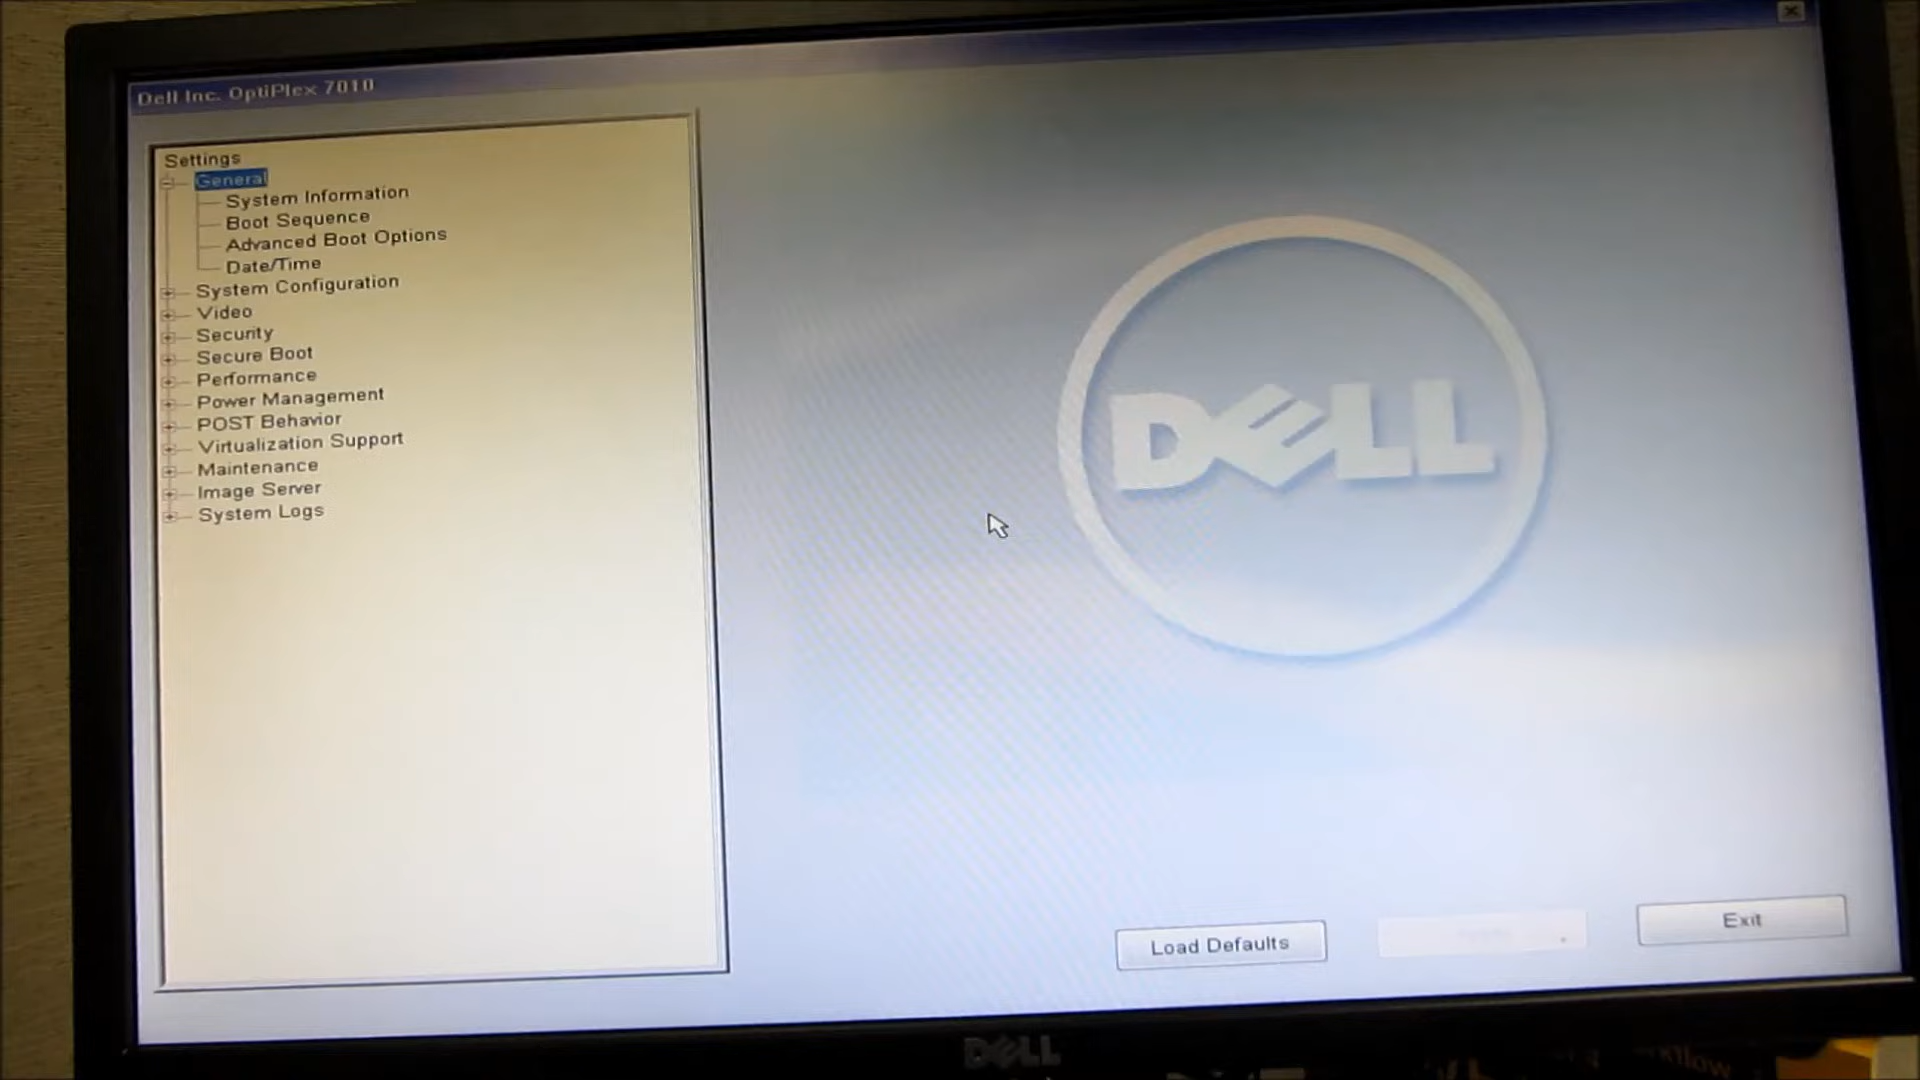 Dell Inc. OptiPlex 7010
Settings
General
System Information
Boot Sequence
Advanced Boot Options
Date/Time
System Configuration
Video
Security
Secure Boot
Performance
Power Management
POST Behavior
Virtualization Support
Maintenance
Image Server
System Logs
DELL
Load Defaults
Exit
DELL